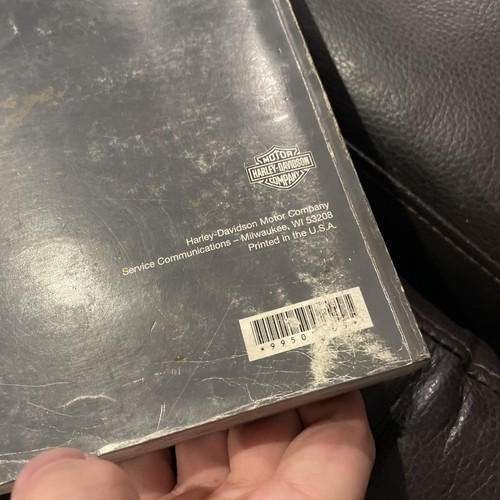 MOTOR
HARLEY-DAVIDSON
COMPANY
Harley-Davidson Motor Company
Service Communications – Milwaukee, WI 53208
Printed in the U.S.A.